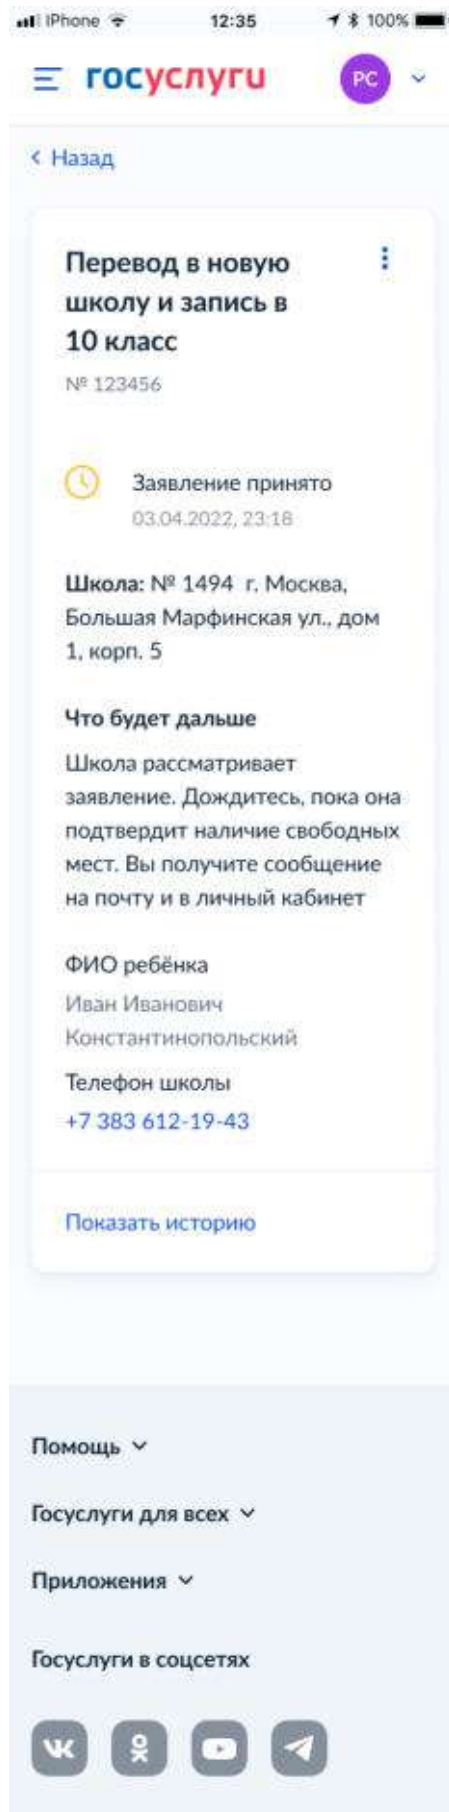 iPhone 12:35 100%
госуслуги РС
Назад
Перевод в новую
школу и запись в
10 класс
№ 123456
Заявление принято
03.04.2022, 23:18
Школа: № 1494 г. Москва,
Большая Марфинская ул., дом
1, корп. 5
Что будет дальше
Школа рассматривает
заявление. Дождитесь, пока она
подтвердит наличие свободных
мест. Вы получите сообщение
на почту и в личный кабинет
ФИО ребёнка
Иван Иванович
Константинопольский
Телефон школы
+7 383 612-19-43
Показать историю
Помощь
Госуслуги для всех
Приложения
Госуслуги в соцсетях